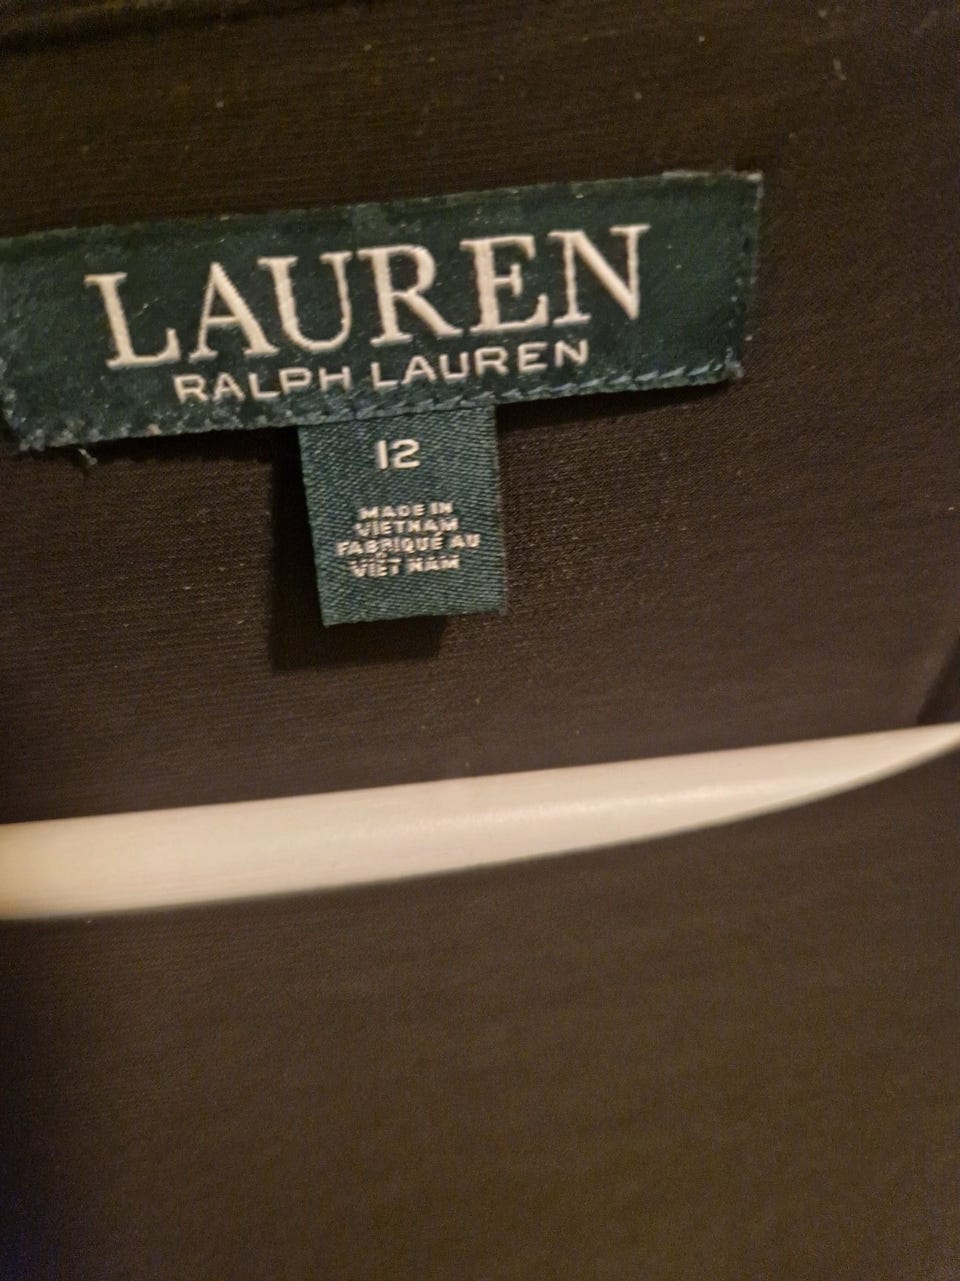 LAUREN
RALPH LAUREN
12
MADE IN
VIETNAM
FABRIQUÉ AU
VIET NAM